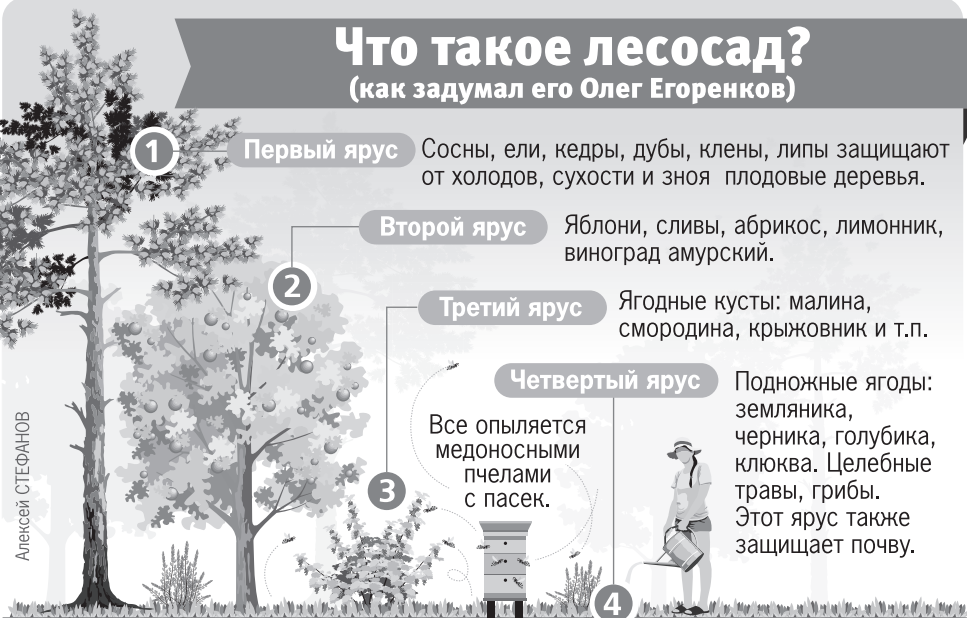 Что такое лесосад?
(как задумал его Олег Егоренков)
1
Первый ярус
Сосны, ели, кедры, дубы, клены, липы защищают
от холодов, сухости и зноя плодовые деревья.
2
Второй ярус
Яблони, сливы, абрикос, лимонник,
виноград амурский.
3
Третий ярус
Ягодные кусты: малина,
смородина, крыжовник и т.п.
4
Четвертый ярус
Подножные ягоды:
земляника,
черника, голубика,
клюква. Целебные
травы, грибы.
Этот ярус также
защищает почву.
Все опыляется
медоносными
пчелами
с пасек.
Алексей СТЕФАНОВ